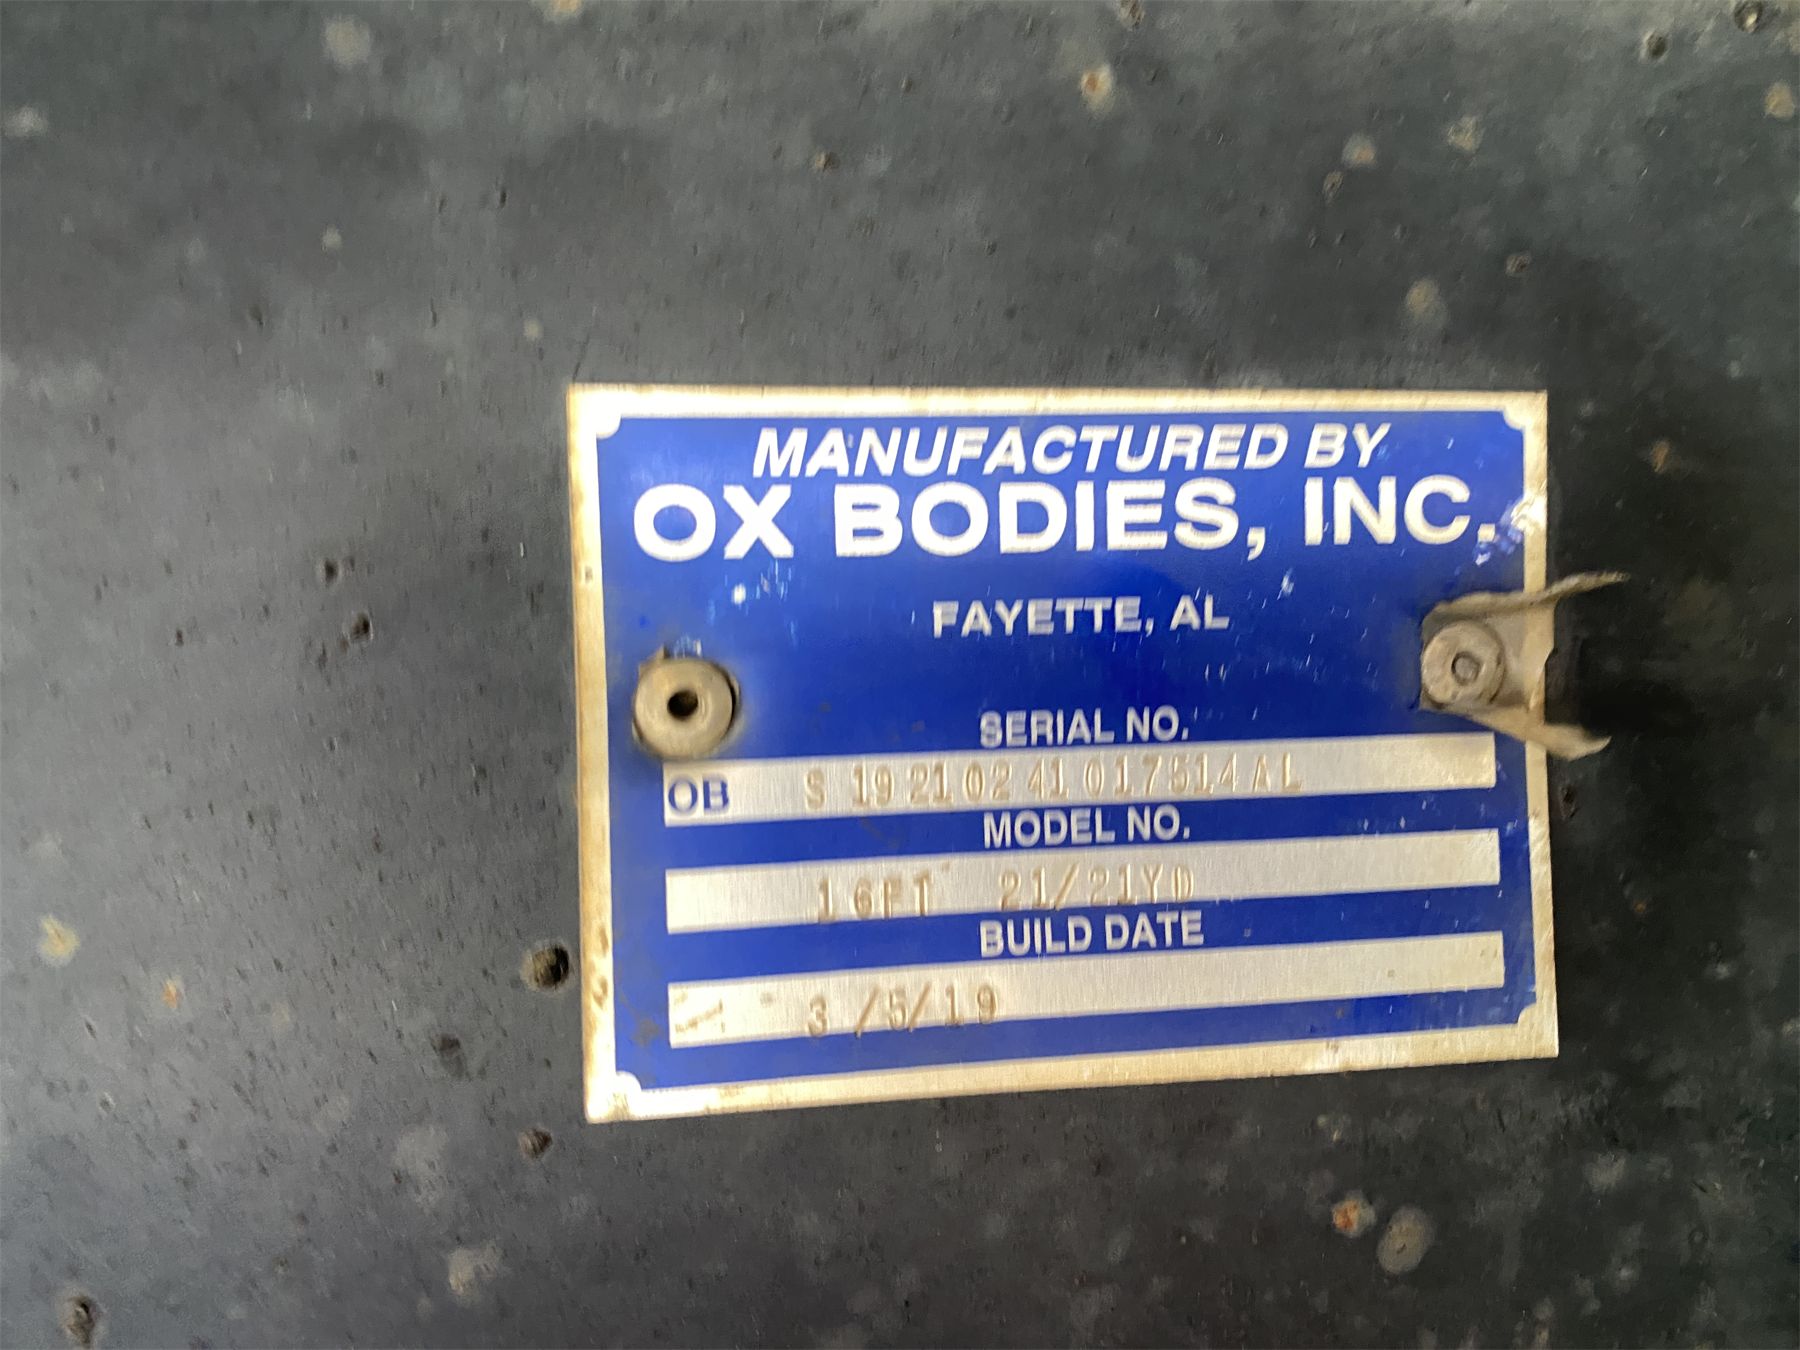 MANUFACTURED BY
OX BODIES, INC.
FAYETTE, AL
SERIAL NO.
OB S 19 21 02 41 017514 AL
MODEL NO.
16FT 21/21YD
BUILD DATE
3 /5/19